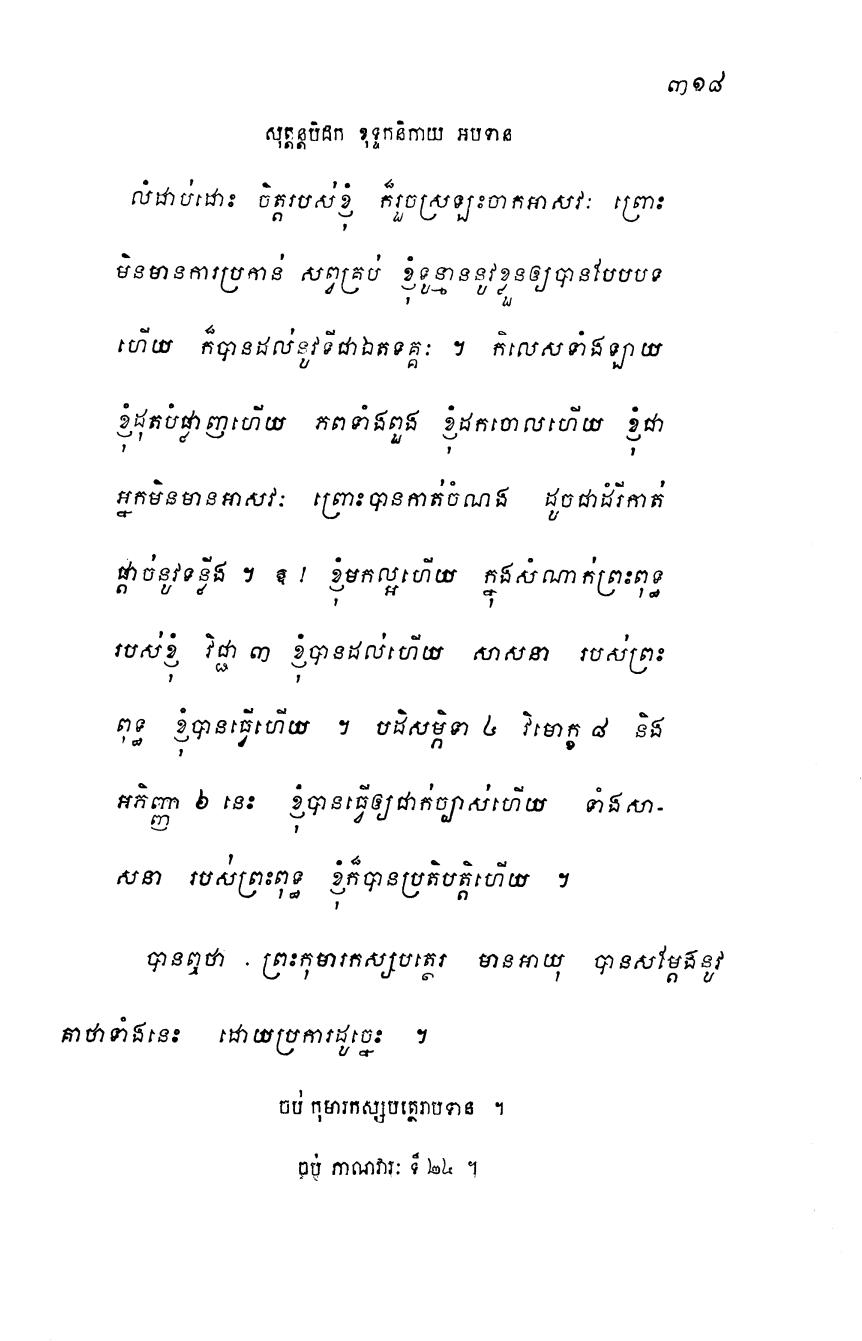 ៣១៨
សុត្តន្តបិដក ខុទ្ទកនិកាយ អបទាន
លំដាប់ដោះ ចិត្តរបស់ខ្ញុំ ក៏រួចស្រឡះចាកអាសវៈ ព្រោះ
មិនមានការប្រកាន់ សព្វគ្រប់ ខ្ញុំទូន្មាននូវខ្លួនឲ្យបានបែបបទ
ហើយ ក៏បានដល់នូវទីជាឯតទគ្គៈ ។ កិលេសទាំងឡាយ
ខ្ញុំដុតបំផ្លាញហើយ ភពទាំងពួង ខ្ញុំដកចោលហើយ ខ្ញុំជា
អ្នកមិនមានអាសវៈ ព្រោះបានកាត់ចំណង ដូចជាដំរីកាត់
ផ្តាច់នូវទន្លីង ។ ឱ ! ខ្ញុំមកល្អហើយ ក្នុងសំណាក់ព្រះពុទ្ធ
របស់ខ្ញុំ វិជ្ជា ៣ ខ្ញុំបានដល់ហើយ សាសនា របស់ព្រះ
ពុទ្ធ ខ្ញុំបានធ្វើហើយ ។ បដិសម្ភិទា ៤ វិមោក្ខ ៨ និង
អភិញ្ញា ៦ នេះ ខ្ញុំបានធ្វើឲ្យជាក់ច្បាស់ហើយ ទាំងសា-
សនា របស់ព្រះពុទ្ធ ខ្ញុំក៏បានប្រតិបត្តិហើយ ។
បានឮថា . ព្រះកុមារកស្សបត្ថេរ មានអាយុ បានសម្តែងនូវ
គាថាទាំងនេះ ដោយប្រការដូច្នេះ ។
ចប់ កុមារកស្សបត្ថេរាបទាន ។
ចប់ ភាណវារៈ ទី ២៤ ។